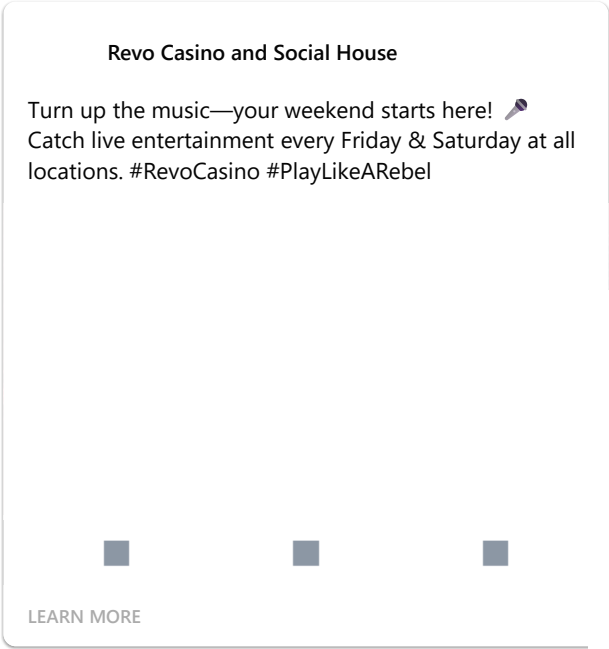 Revo Casino and Social House
Turn up the music—your weekend starts here! 🎤
Catch live entertainment every Friday & Saturday at all
locations. #RevoCasino #PlayLikeARebel
LEARN MORE